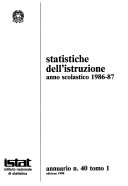 statistiche
dell'istruzione
anno scolastico 1986-87
istat
istituto nazionale
di statistica
annuario n. 40 tomo 1
edizione 1990